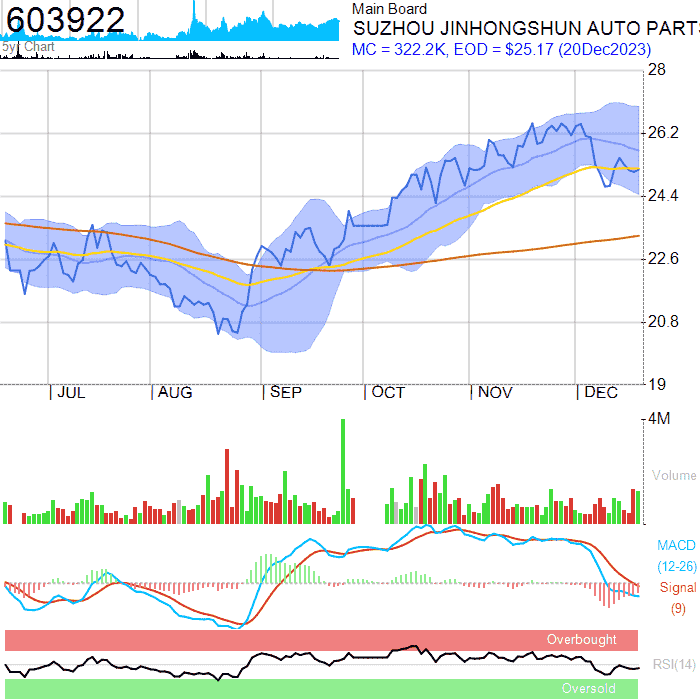 603922
5yr Chart
Main Board
SUZHOU JINHONGSHUN AUTO PARTS
MC = 322.2K, EOD = $25.17 (20Dec2023)
28
26.2
24.4
22.6
20.8
19
JUL
AUG
SEP
OCT
NOV
DEC
4M
Volume
MACD
(12-26)
Signal
(9)
Overbought
RSI(14)
Oversold